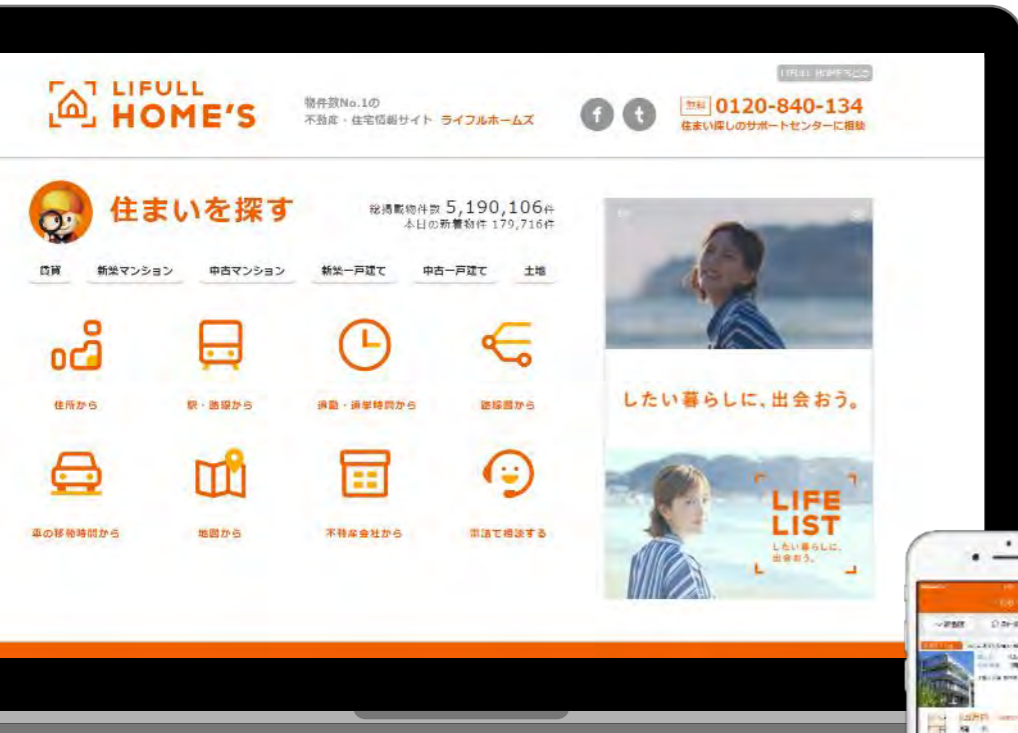 LIFULL HOME'Sとは
LIFULL
HOME'S
物件数No.1の
不動産・住宅情報サイト ライフルホームズ
f
t
無料 0120-840-134
住まい探しのサポートセンターに相談
住まいを探す
総掲載物件数 5,190,106件
本日の新着物件 179,716件
賃貸
新築マンション
中古マンション
新築一戸建て
中古一戸建て
土地
住所から
駅・路線から
通勤・通学時間から
路線図から
車の移動時間から
地図から
不動産会社から
電話で相談する
したい暮らしに、出会おう。
LIFE
LIST
したい暮らしに、
出会おう。